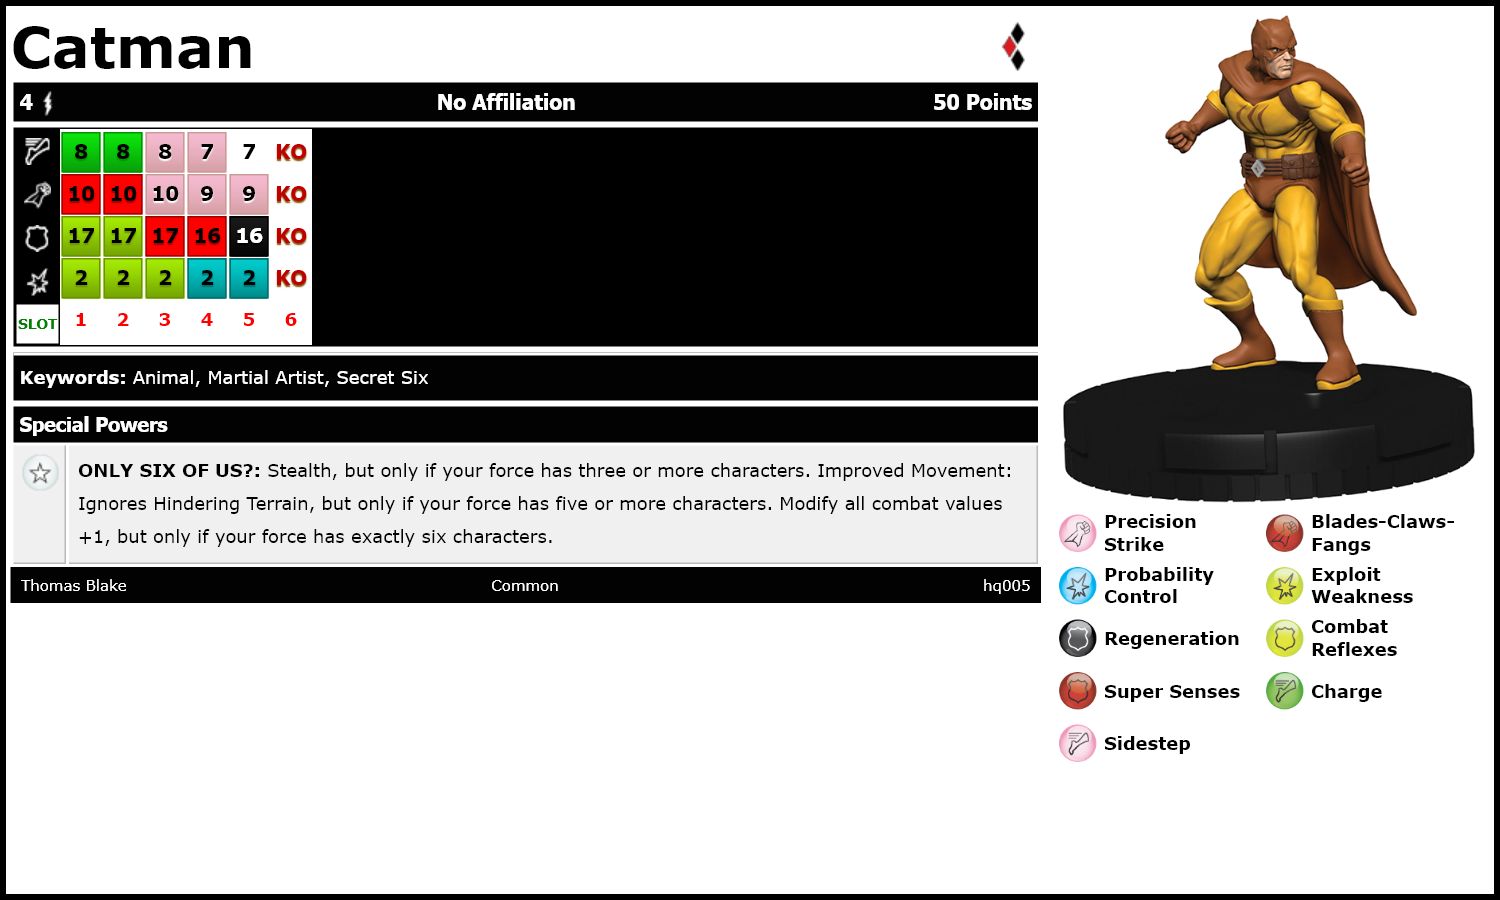 Catman
4 No Affiliation 50 Points
8 8 8 7 7 KO
10 10 10 9 9 KO
17 17 17 16 16 KO
2 2 2 2 2 KO
SLOT 1 2 3 4 5 6
Keywords: Animal, Martial Artist, Secret Six
Special Powers
ONLY SIX OF US?: Stealth, but only if your force has three or more characters. Improved Movement:
Ignores Hindering Terrain, but only if your force has five or more characters. Modify all combat values
+1, but only if your force has exactly six characters.
Thomas Blake Common hq005
Precision
Strike
Blades-Claws-
Fangs
Probability
Control
Exploit
Weakness
Regeneration
Combat
Reflexes
Super Senses
Charge
Sidestep